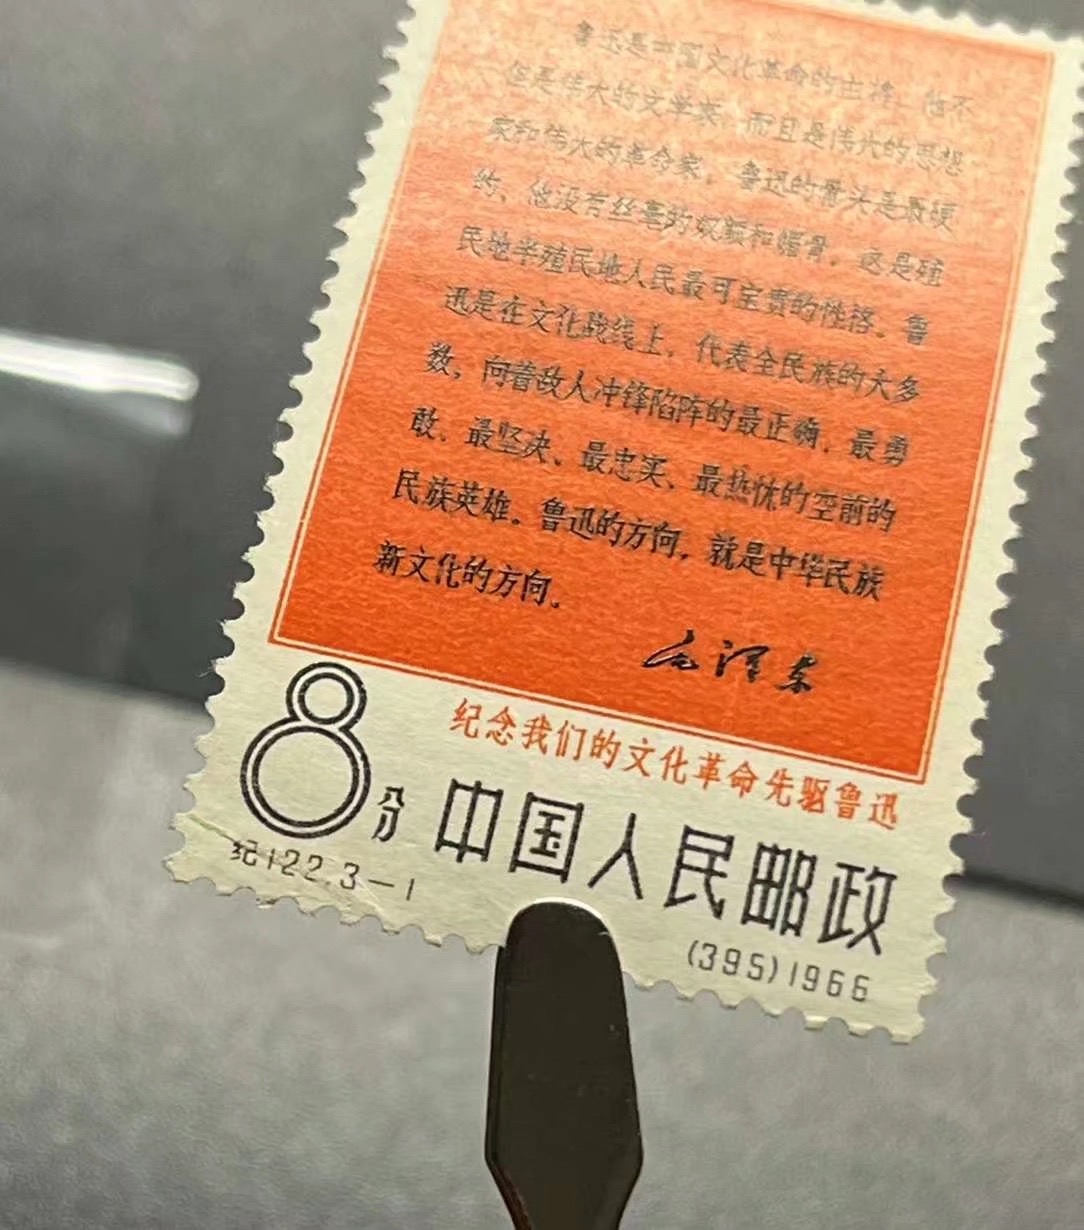 鲁迅是中国文化革命的主将，他不
但是伟大的文学家，而且是伟大的思想
家和伟大的革命家。鲁迅的骨头是最硬
的，他没有丝毫的奴颜和媚骨，这是殖
民地半殖民地人民最可宝贵的性格。鲁
迅是在文化战线上，代表全民族的大多
数，向着敌人冲锋陷阵的最正确、最勇
敢、最坚决、最忠实、最热忱的空前的
民族英雄。鲁迅的方向，就是中华民族
新文化的方向。
毛泽东
纪念我们的文化革命先驱鲁迅
8分 中国人民邮政
纪122.3-1
(395)1966